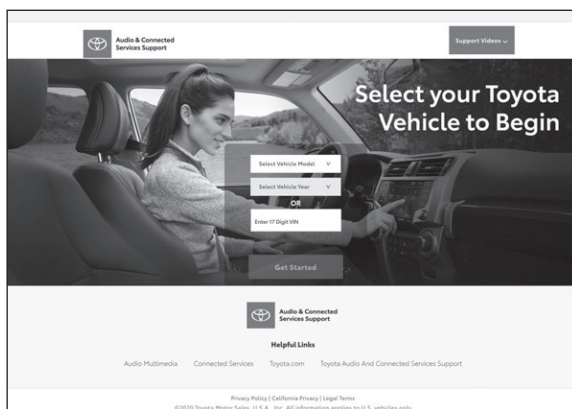 Audio & Connected
Services Support
Support Videos
Select your Toyota
Vehicle to Begin
Select Vehicle Model
Select Vehicle Year
OR
Enter 17 Digit VIN
Get Started
Audio & Connected
Services Support
Helpful Links
Audio Multimedia Connected Services Toyota.com Toyota Audio And Connected Services Support
Privacy Policy | California Privacy | Legal Terms
©2020 Toyota Motor Sales, U.S.A., Inc. All information applies to U.S. vehicles only.